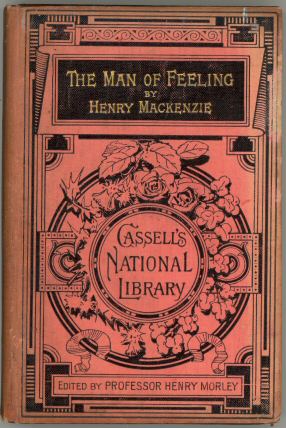 THE MAN OF FEELING
BY
HENRY MACKENZIE
CASSELL'S
NATIONAL
LIBRARY
EDITED BY PROFESSOR HENRY MORLEY